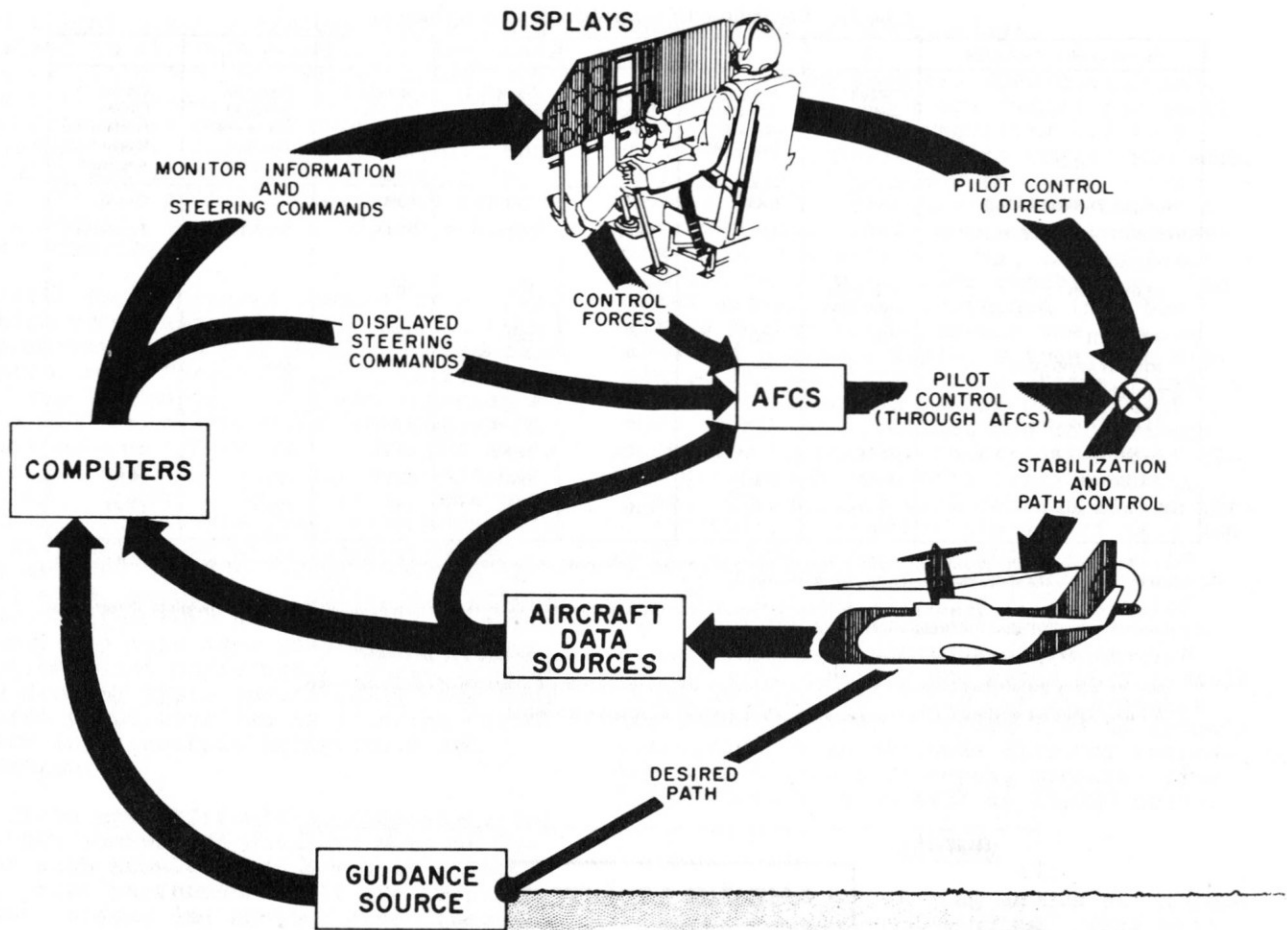 DISPLAYS
MONITOR INFORMATION
AND
STEERING COMMANDS
PILOT CONTROL
( DIRECT )
CONTROL
FORCES
DISPLAYED
STEERING
COMMANDS
AFCS
PILOT
CONTROL
(THROUGH AFCS)
COMPUTERS
STABILIZATION
AND
PATH CONTROL
AIRCRAFT
DATA
SOURCES
DESIRED
PATH
GUIDANCE
SOURCE